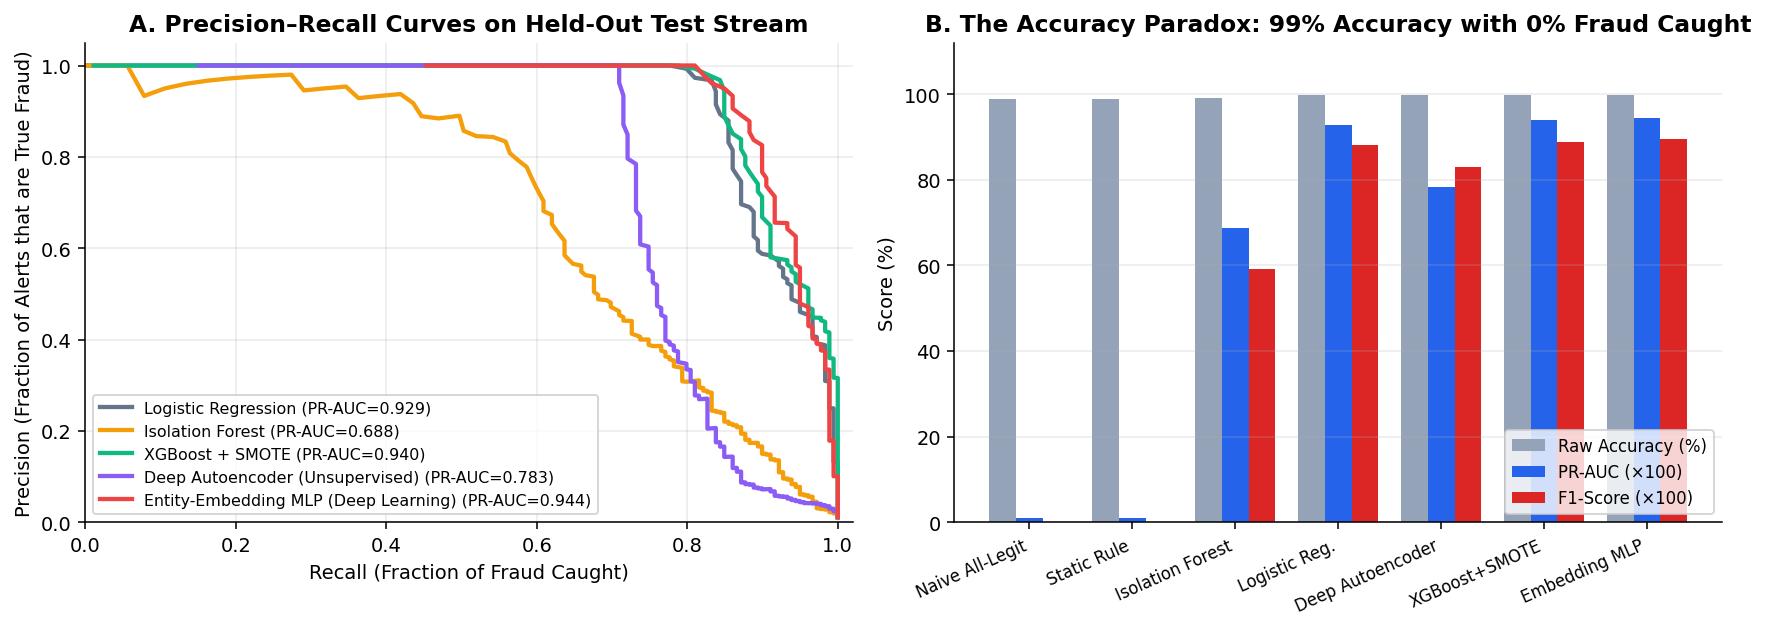 A. Precision–Recall Curves on Held-Out Test Stream
Precision (Fraction of Alerts that are True Fraud)
1.0
0.8
0.6
0.4
0.2
0.0
Logistic Regression (PR-AUC=0.929)
Isolation Forest (PR-AUC=0.688)
XGBoost + SMOTE (PR-AUC=0.940)
Deep Autoencoder (Unsupervised) (PR-AUC=0.783)
Entity-Embedding MLP (Deep Learning) (PR-AUC=0.944)
0.0 0.2 0.4 0.6 0.8 1.0
Recall (Fraction of Fraud Caught)
B. The Accuracy Paradox: 99% Accuracy with 0% Fraud Caught
Score (%)
100
80
60
40
20
0
Raw Accuracy (%)
PR-AUC (×100)
F1-Score (×100)
Naive All-Legit
Static Rule
Isolation Forest
Logistic Reg.
Deep Autoencoder
XGBoost+SMOTE
Embedding MLP